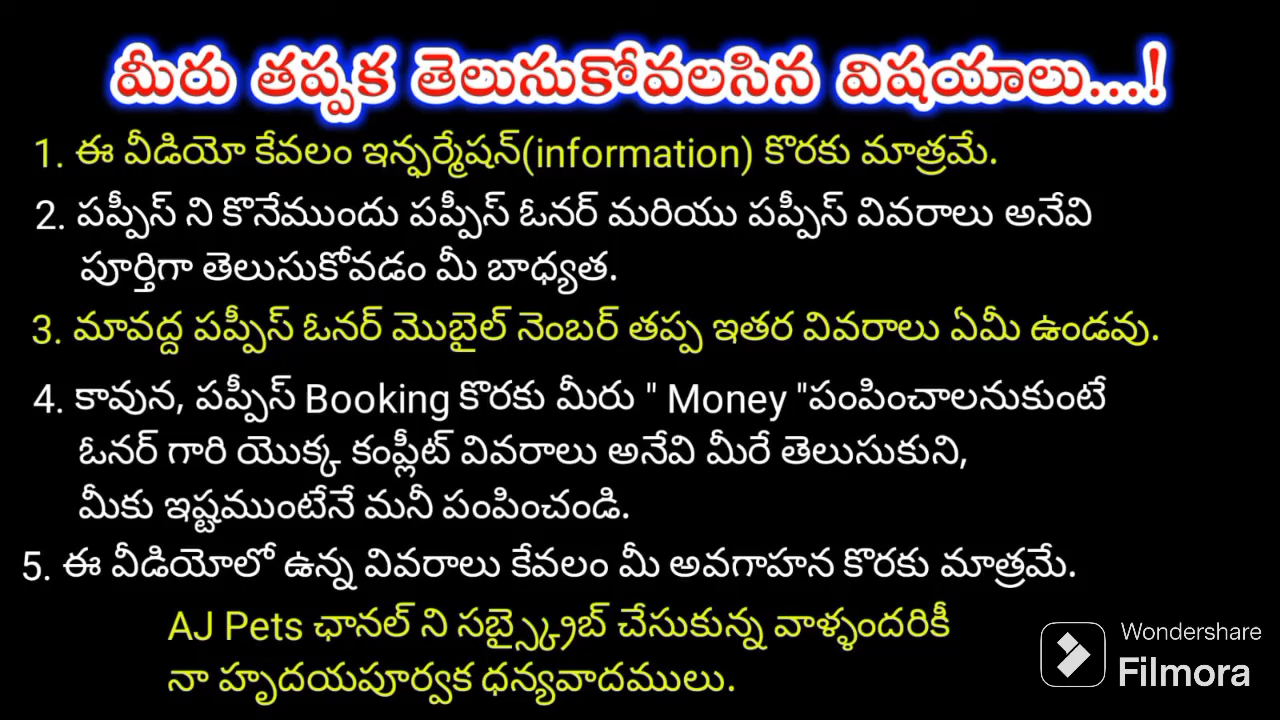 మీరు తప్పక తెలుసుకోవలసిన విషయాలు...!
1. ఈ వీడియో కేవలం ఇన్ఫర్మేషన్(information) కొరకు మాత్రమే.
2. పప్పీస్ ని కొనేముందు పప్పీస్ ఓనర్ మరియు పప్పీస్ వివరాలు అనేవి
పూర్తిగా తెలుసుకోవడం మీ బాధ్యత.
3. మావద్ద పప్పీస్ ఓనర్ మొబైల్ నెంబర్ తప్ప ఇతర వివరాలు ఏమీ ఉండవు.
4. కావున, పప్పీస్ Booking కొరకు మీరు " Money "పంపించాలనుకుంటే
ఓనర్ గారి యొక్క కంప్లీట్ వివరాలు అనేవి మీరే తెలుసుకుని,
మీకు ఇష్టముంటేనే మనీ పంపించండి.
5. ఈ వీడియోలో ఉన్న వివరాలు కేవలం మీ అవగాహన కొరకు మాత్రమే.
AJ Pets ఛానల్ ని సబ్స్క్రైబ్ చేసుకున్న వాళ్ళందరికీ
నా హృదయపూర్వక ధన్యవాదములు.
Wondershare
Filmora